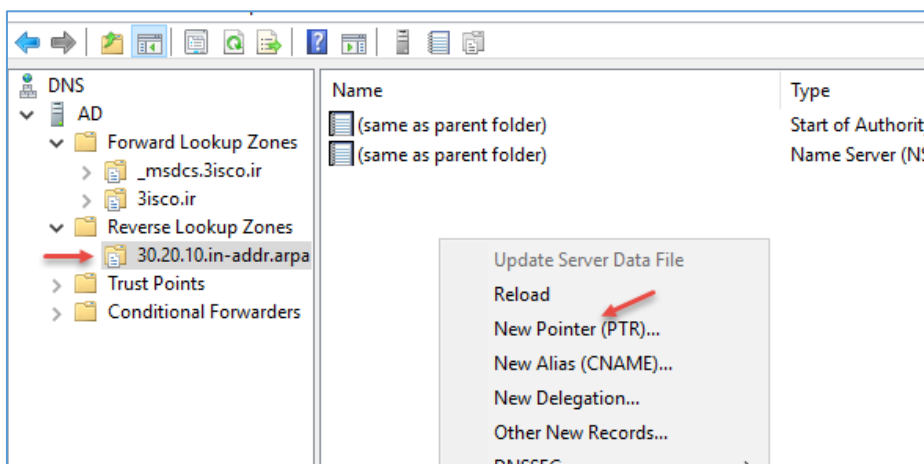 DNS
AD
Forward Lookup Zones
_msdcs.3isco.ir
3isco.ir
Reverse Lookup Zones
30.20.10.in-addr.arpa
Trust Points
Conditional Forwarders
Name Type
(same as parent folder) Start of Authorit
(same as parent folder) Name Server (NS
Update Server Data File
Reload
New Pointer (PTR)...
New Alias (CNAME)...
New Delegation...
Other New Records...